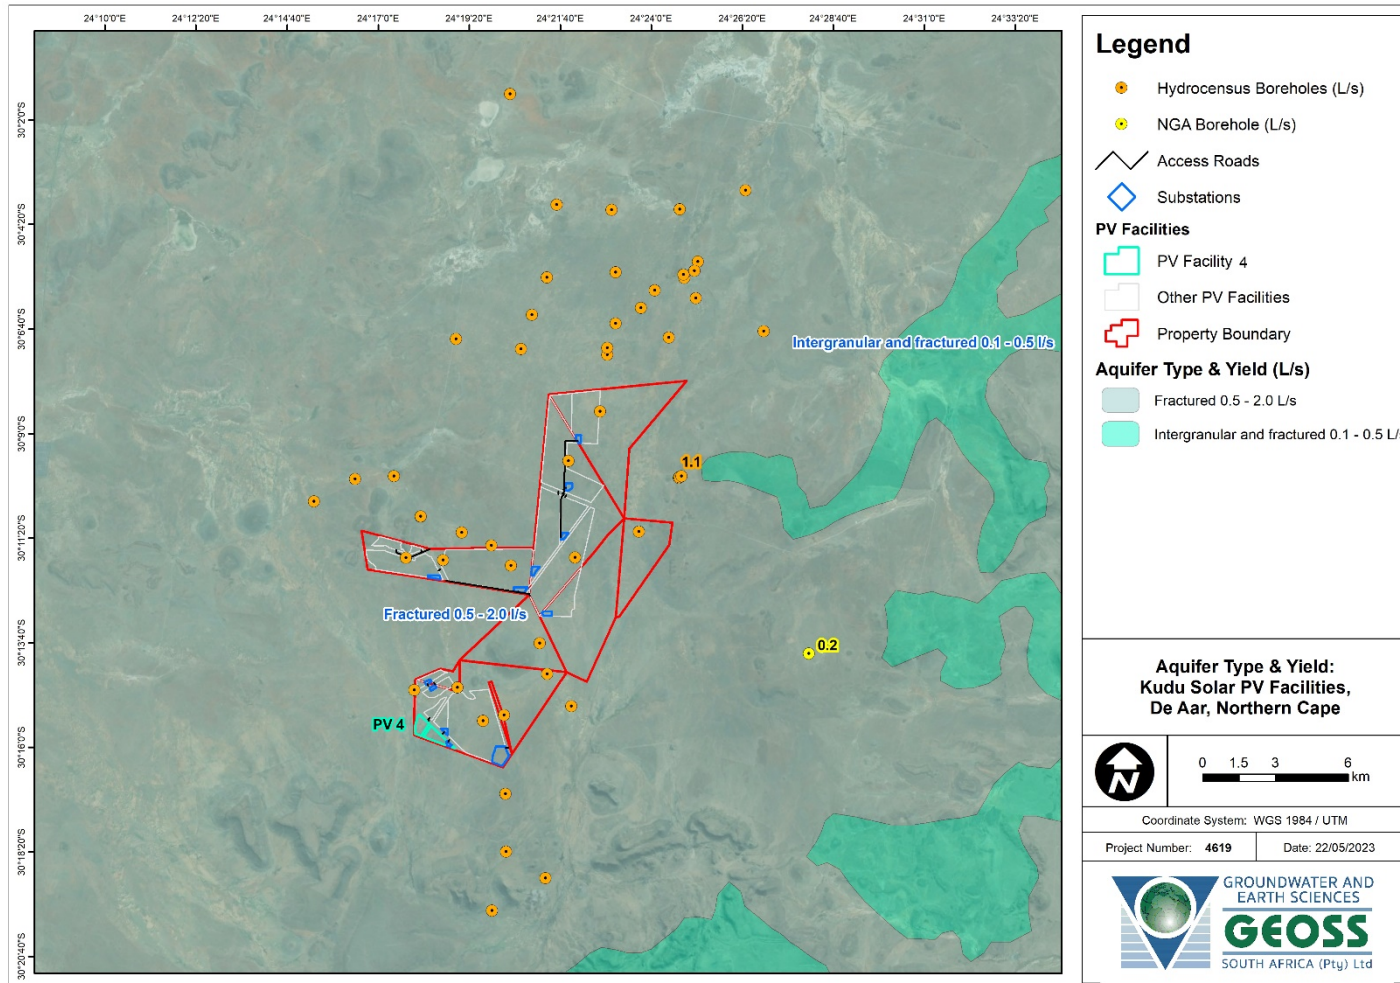 24°10'0"E 24°12'20"E 24°14'40"E 24°17'0"E 24°19'20"E 24°21'40"E 24°24'0"E 24°26'20"E 24°28'40"E 24°31'0"E 24°33'20"E
30°2'0"S
30°4'20"S
30°6'40"S
30°9'0"S
30°11'20"S
30°13'40"S
30°16'0"S
30°18'20"S
30°20'40"S
Intergranular and fractured 0.1 - 0.5 l/s
1.1
Fractured 0.5 - 2.0 l/s
0.2
PV 4
Legend
Hydrocensus Boreholes (L/s)
NGA Borehole (L/s)
Access Roads
Substations
PV Facilities
PV Facility 4
Other PV Facilities
Property Boundary
Aquifer Type & Yield (L/s)
Fractured 0.5 - 2.0 L/s
Intergranular and fractured 0.1 - 0.5 L/
Aquifer Type & Yield:
Kudu Solar PV Facilities,
De Aar, Northern Cape
N
0 1.5 3 6
km
Coordinate System: WGS 1984 / UTM
Project Number: 4619 Date: 22/05/2023
GROUNDWATER AND
EARTH SCIENCES
GEOSS
SOUTH AFRICA (Pty) Ltd